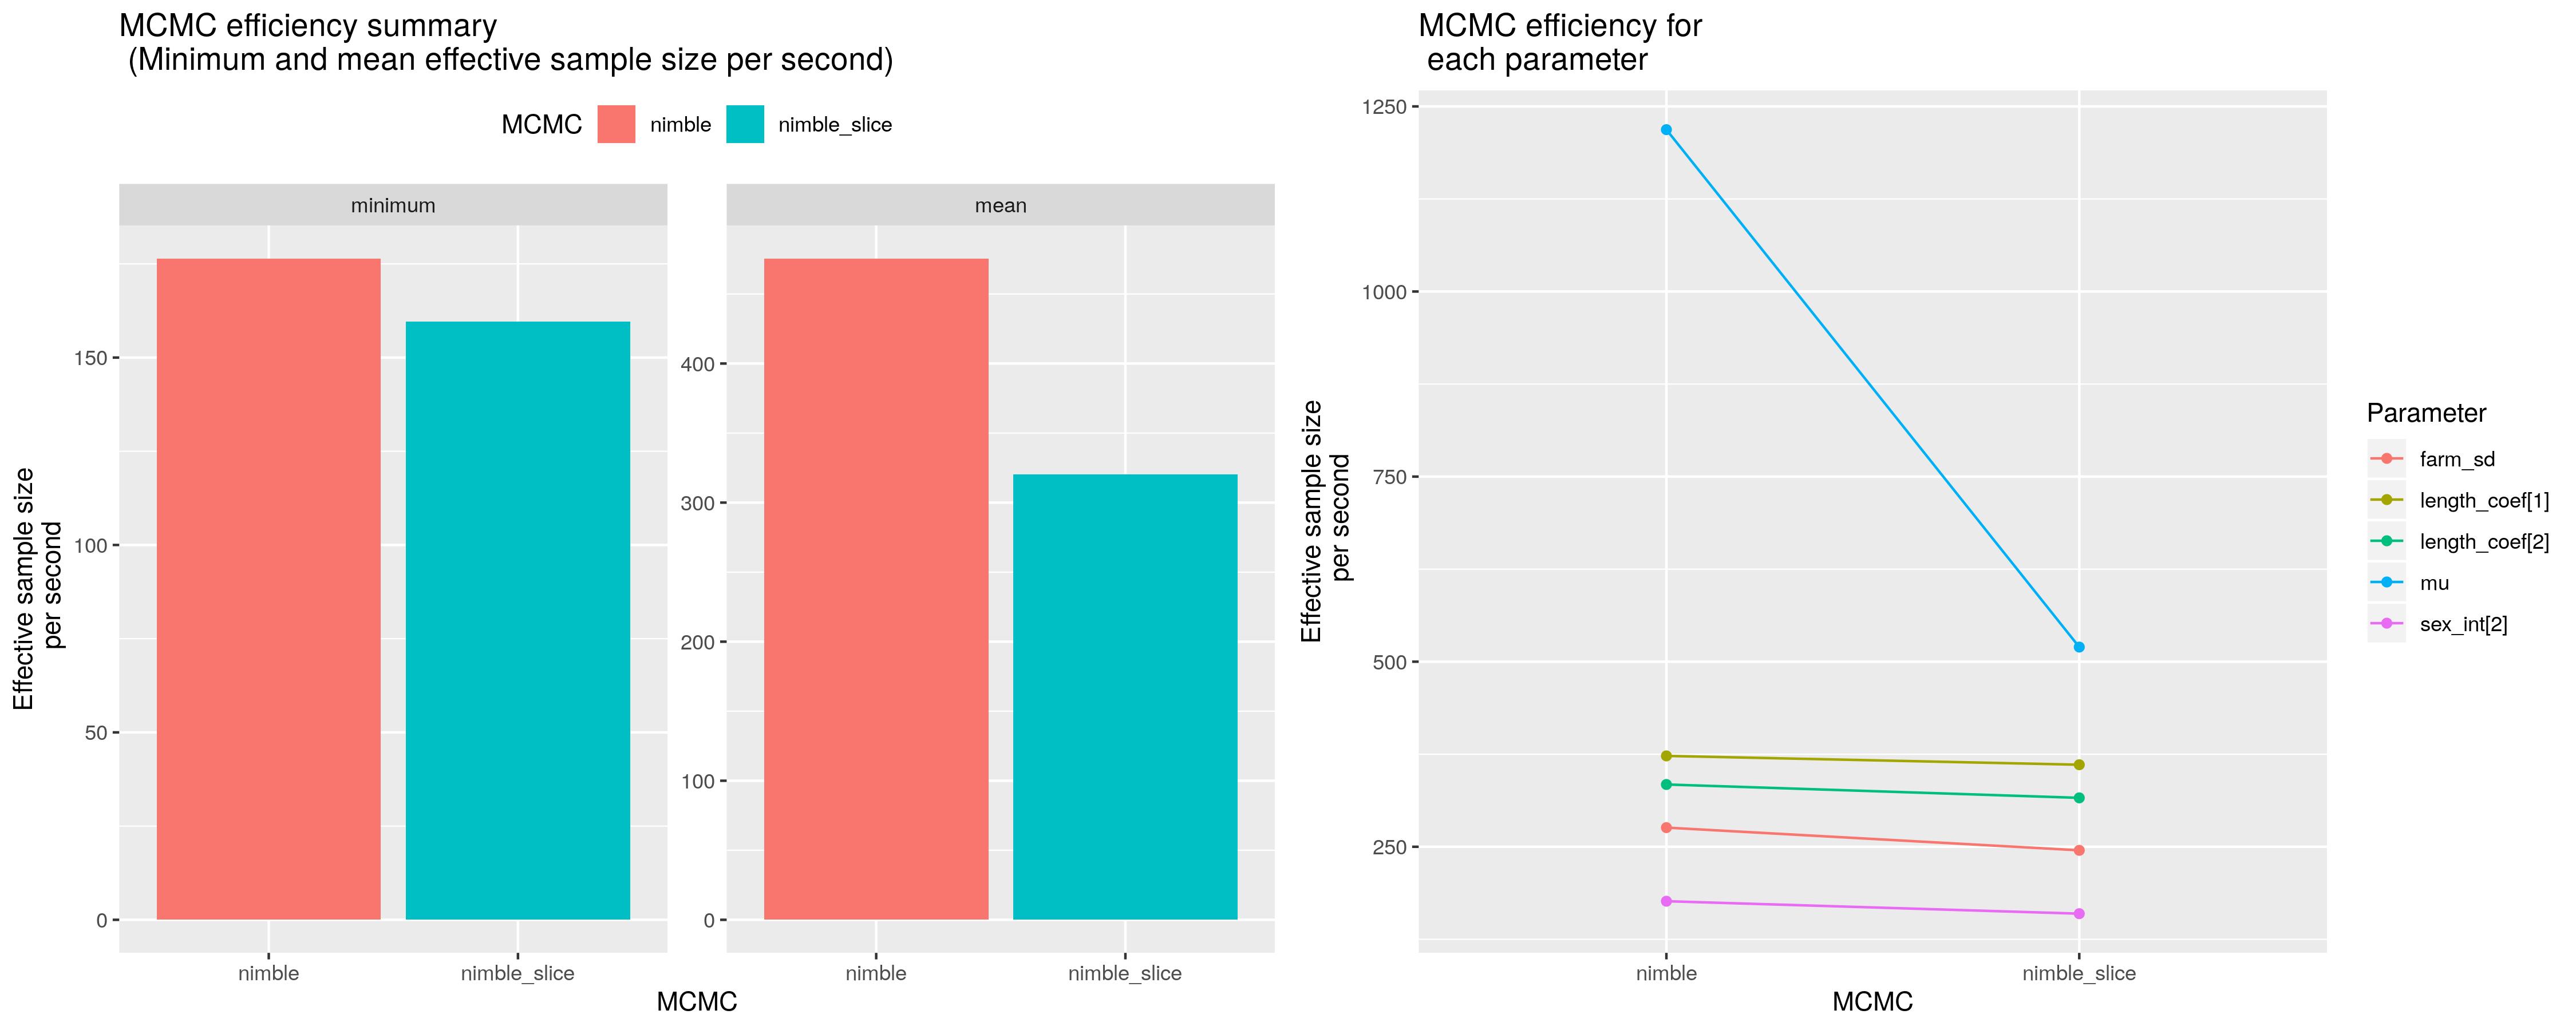 MCMC efficiency summary
(Minimum and mean effective sample size per second)
MCMC
nimble
nimble_slice
minimum
mean
Effective sample size
per second
150
100
50
0
400
300
200
100
0
nimble
nimble_slice
nimble
nimble_slice
MCMC
MCMC efficiency for
each parameter
Effective sample size
per second
1250
1000
750
500
250
nimble
nimble_slice
MCMC
Parameter
farm_sd
length_coef[1]
length_coef[2]
mu
sex_int[2]